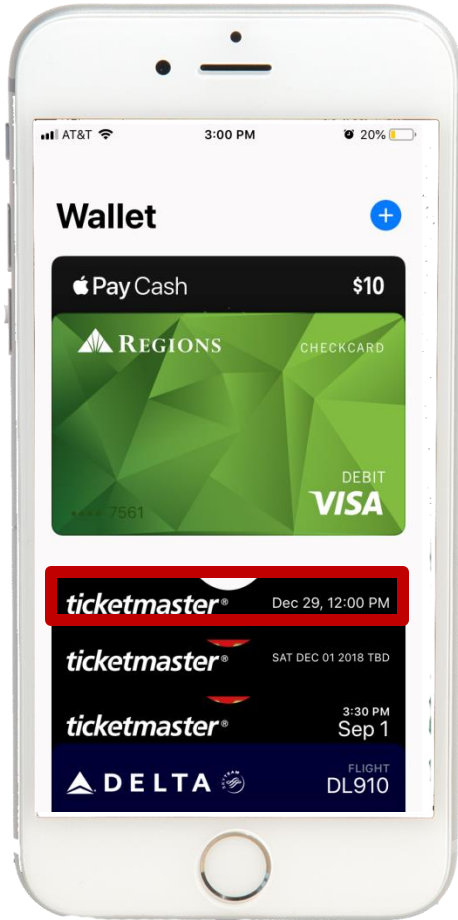 AT&T 3:00 PM 20%
Wallet +
Pay Cash $10
REGIONS CHECKCARD
DEBIT
VISA
•••• 7561
ticketmaster® Dec 29, 12:00 PM
ticketmaster® SAT DEC 01 2018 TBD
ticketmaster® 3:30 PM
Sep 1
DELTA FLIGHT
DL910